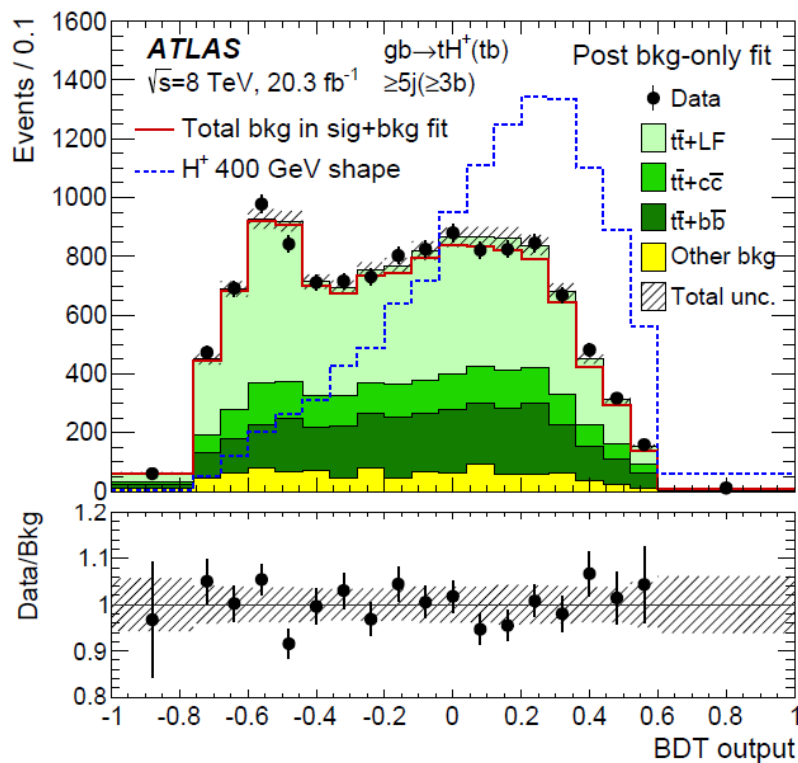 ATLAS
√s=8 TeV, 20.3 fb⁻¹
gb→tH⁺(tb)
≥5j(≥3b)
Total bkg in sig+bkg fit
H⁺ 400 GeV shape
Post bkg-only fit
Data
tt̄+LF
tt̄+cc̄
tt̄+bb̄
Other bkg
Total unc.
Events / 0.1
1600
1400
1200
1000
800
600
400
200
0
Data/Bkg
1.2
1.1
1
0.9
0.8
-1 -0.8 -0.6 -0.4 -0.2 0 0.2 0.4 0.6 0.8 1
BDT output